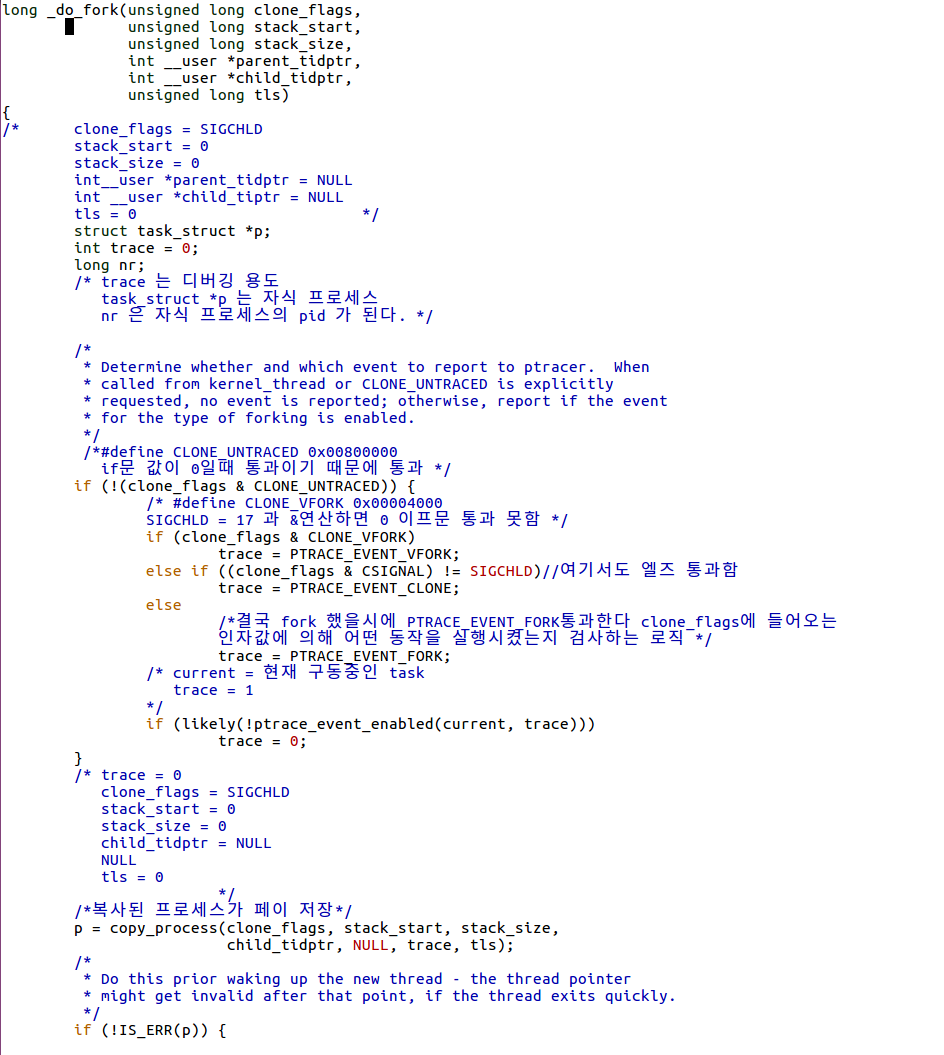 long _do_fork(unsigned long clone_flags,
              unsigned long stack_start,
              unsigned long stack_size,
              int __user *parent_tidptr,
              int __user *child_tidptr,
              unsigned long tls)
{
/*      clone_flags = SIGCHLD
        stack_start = 0
        stack_size = 0
        int__user *parent_tidptr = NULL
        int __user *child_tiptr = NULL
        tls = 0                         */
        struct task_struct *p;
        int trace = 0;
        long nr;
        /* trace 는 디버깅 용도
           task_struct *p 는 자식 프로세스
           nr 은 자식 프로세스의 pid 가 된다. */

        /*
         * Determine whether and which event to report to ptracer.  When
         * called from kernel_thread or CLONE_UNTRACED is explicitly
         * requested, no event is reported; otherwise, report if the event
         * for the type of forking is enabled.
         */
         /*#define CLONE_UNTRACED 0x00800000
           if문 값이 0일때 통과이기 때문에 통과 */
        if (!(clone_flags & CLONE_UNTRACED)) {
                /* #define CLONE_VFORK 0x00004000
                SIGCHLD = 17 과 &연산하면 0 이프문 통과 못함 */
                if (clone_flags & CLONE_VFORK)
                        trace = PTRACE_EVENT_VFORK;
                else if ((clone_flags & CSIGNAL) != SIGCHLD)//여기서도 엘즈 통과함
                        trace = PTRACE_EVENT_CLONE;
                else
                        /*결국 fork 했을시에 PTRACE_EVENT_FORK통과한다 clone_flags에 들어오는
                        인자값에 의해 어떤 동작을 실행시켰는지 검사하는 로직 */
                        trace = PTRACE_EVENT_FORK;
                /* current = 현재 구동중인 task
                   trace = 1
                */
                if (likely(!ptrace_event_enabled(current, trace)))
                        trace = 0;
        }
        /* trace = 0
           clone_flags = SIGCHLD
           stack_start = 0
           stack_size = 0
           child_tidptr = NULL
           NULL
           tls = 0
                        */
        /*복사된 프로세스가 페이 저장*/
        p = copy_process(clone_flags, stack_start, stack_size,
                         child_tidptr, NULL, trace, tls);
        /*
         * Do this prior waking up the new thread - the thread pointer
         * might get invalid after that point, if the thread exits quickly.
         */
        if (!IS_ERR(p)) {